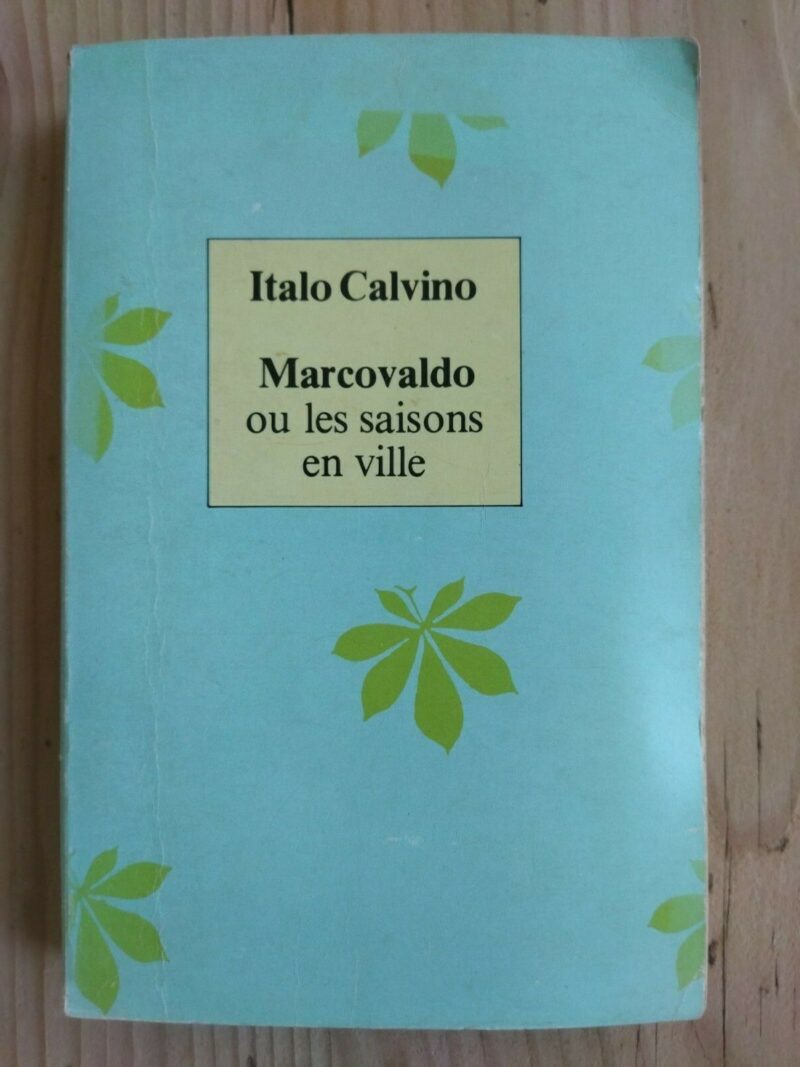 Italo Calvino
Marcovaldo
ou les saisons
en ville